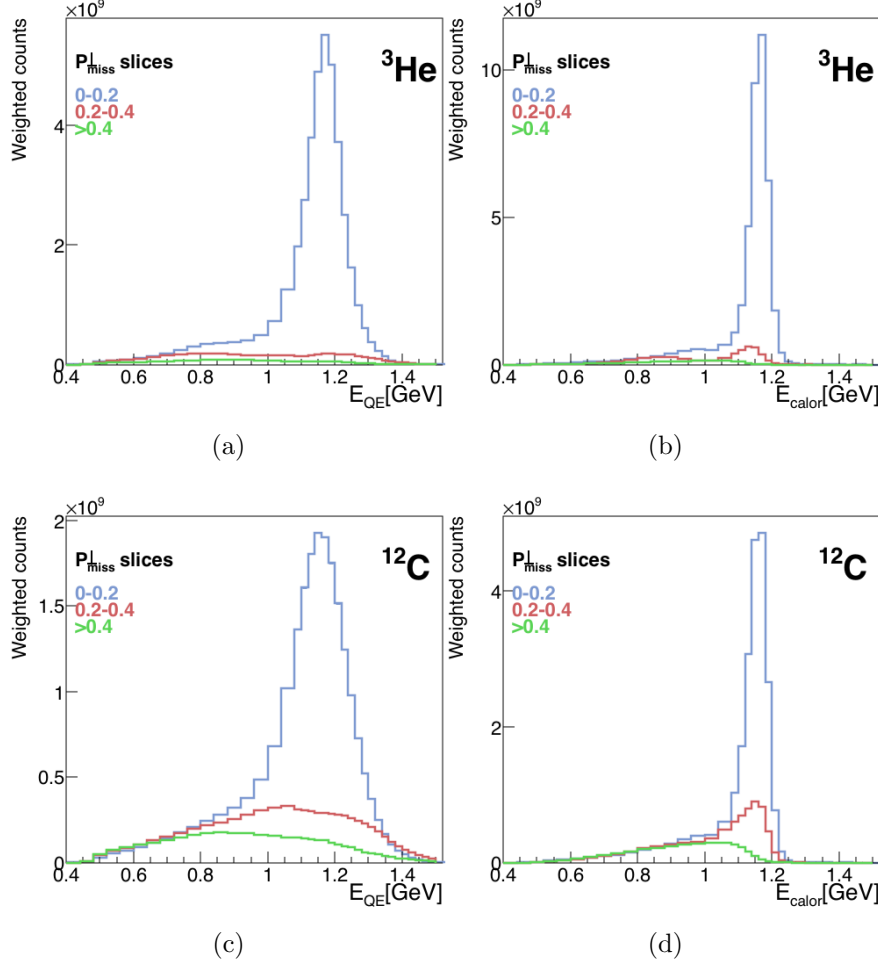 ×10⁹
Weighted counts
P⊥miss slices
0-0.2
0.2-0.4
>0.4
³He
4
2
0
0.4 0.6 0.8 1 1.2 1.4
E_QE[GeV]
(a)
×10⁹
Weighted counts
P⊥miss slices
0-0.2
0.2-0.4
>0.4
³He
10
5
0
0.4 0.6 0.8 1 1.2 1.4
E_calor[GeV]
(b)
×10⁹
Weighted counts
P⊥miss slices
0-0.2
0.2-0.4
>0.4
¹²C
2
1.5
1
0.5
0
0.4 0.6 0.8 1 1.2 1.4
E_QE[GeV]
(c)
×10⁹
Weighted counts
P⊥miss slices
0-0.2
0.2-0.4
>0.4
¹²C
4
2
0
0.4 0.6 0.8 1 1.2 1.4
E_calor[GeV]
(d)